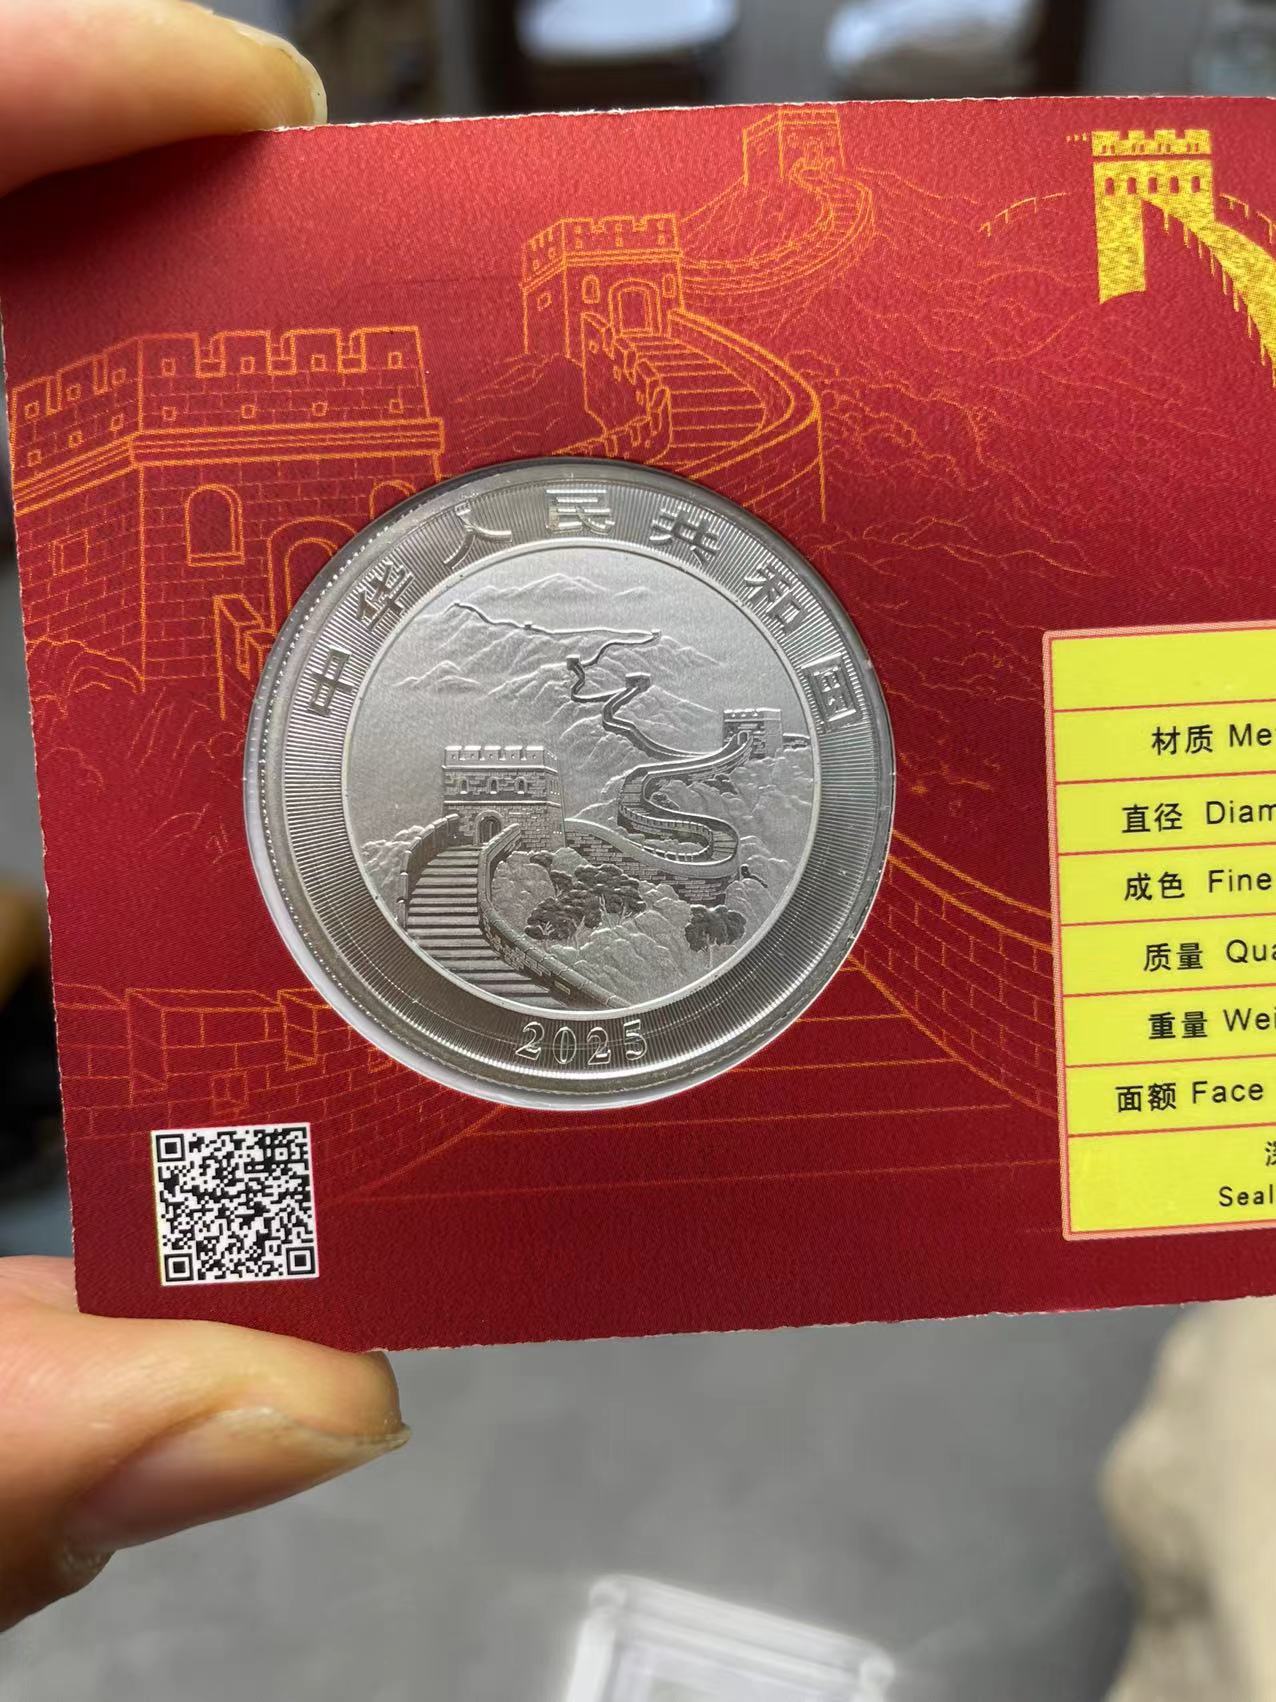 中华人民共和国
2025
材质 Me
直径 Diam
成色 Fine
质量 Qua
重量 Wei
面额 Face
Seal